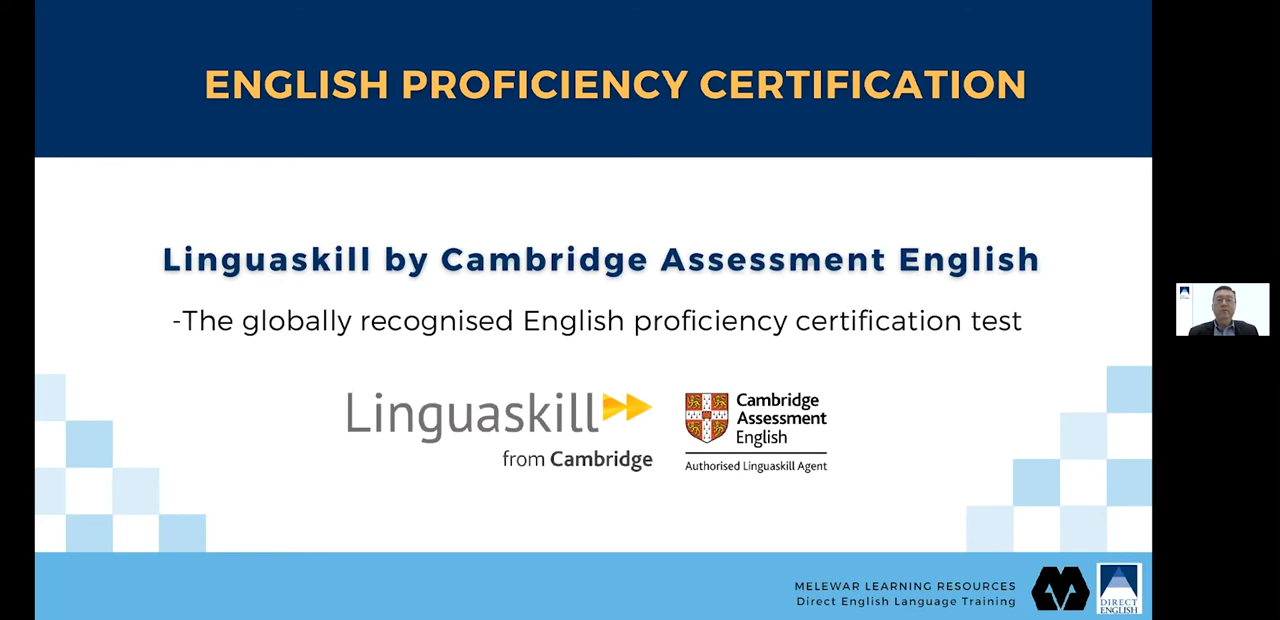 ENGLISH PROFICIENCY CERTIFICATION
Linguaskill by Cambridge Assessment English
-The globally recognised English proficiency certification test
Linguaskill
from Cambridge
Cambridge
Assessment
English
Authorised Linguaskill Agent
MELEWAR LEARNING RESOURCES
Direct English Language Training
DIRECT
ENGLISH